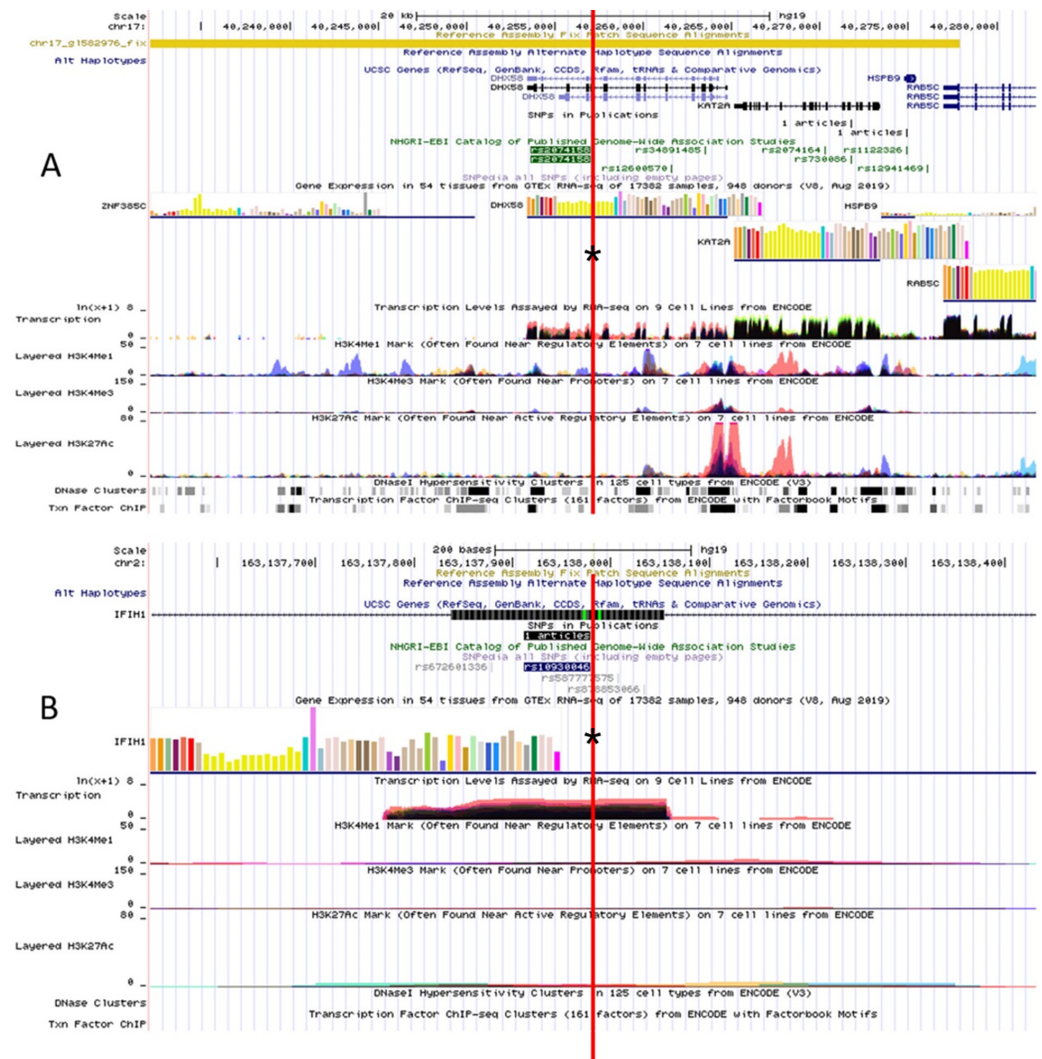 Scale 20 kb hg19
chr17: 40,240,000 40,245,000 40,250,000 40,255,000 40,260,000 40,265,000 40,270,000 40,275,000 40,280,000
Reference Assembly Fix Patch Sequence Alignments
chr17_gl582976_fix
Reference Assembly Alternate Haplotype Sequence Alignments
Alt Haplotypes
UCSC Genes (RefSeq, GenBank, CCDS, Rfam, tRNAs & Comparative Genomics)
DHX58 HSPB9
DHX58 RAB5C
DHX58 RAB5C
KAT2A RAB5C
SNPs in Publications
1 articles
1 articles
NHGRI-EBI Catalog of Published Genome-Wide Association Studies
rs2074158 rs34891485 rs2074164 rs1122326
rs2074158 rs730086
rs12600570 rs12941469
SNPedia all SNPs (including empty pages)
A
Gene Expression in 54 tissues from GTEx RNA-seq of 17382 samples, 948 donors (V8, Aug 2019)
ZNF385C DHX58 HSPB9
KAT2A
*
RAB5C
ln(x+1) 8
Transcription Levels Assayed by RNA-seq on 9 Cell Lines from ENCODE
Transcription
0
H3K4Me1 Mark (Often Found Near Regulatory Elements) on 7 cell lines from ENCODE
50
Layered H3K4Me1
0
H3K4Me3 Mark (Often Found Near Promoters) on 7 cell lines from ENCODE
150
Layered H3K4Me3
0
H3K27Ac Mark (Often Found Near Active Regulatory Elements) on 7 cell lines from ENCODE
80
Layered H3K27Ac
0
DNaseI Hypersensitivity Clusters in 125 cell types from ENCODE (V3)
DNase Clusters
Transcription Factor ChIP-seq Clusters (161 factors) from ENCODE with Factorbook Motifs
Txn Factor ChIP
Scale 200 bases hg19
chr2: 163,137,700 163,137,800 163,137,900 163,138,000 163,138,100 163,138,200 163,138,300 163,138,400
Reference Assembly Fix Patch Sequence Alignments
Reference Assembly Alternate Haplotype Sequence Alignments
Alt Haplotypes
UCSC Genes (RefSeq, GenBank, CCDS, Rfam, tRNAs & Comparative Genomics)
IFIH1
SNPs in Publications
1 articles
NHGRI-EBI Catalog of Published Genome-Wide Association Studies
SNPedia all SNPs (including empty pages)
rs672601336 rs10930046
rs587777575
rs878853066
B
Gene Expression in 54 tissues from GTEx RNA-seq of 17382 samples, 948 donors (V8, Aug 2019)
IFIH1
*
ln(x+1) 8
Transcription Levels Assayed by RNA-seq on 9 Cell Lines from ENCODE
Transcription
0
H3K4Me1 Mark (Often Found Near Regulatory Elements) on 7 cell lines from ENCODE
50
Layered H3K4Me1
0
H3K4Me3 Mark (Often Found Near Promoters) on 7 cell lines from ENCODE
150
Layered H3K4Me3
0
H3K27Ac Mark (Often Found Near Active Regulatory Elements) on 7 cell lines from ENCODE
80
Layered H3K27Ac
0
DNaseI Hypersensitivity Clusters in 125 cell types from ENCODE (V3)
DNase Clusters
Transcription Factor ChIP-seq Clusters (161 factors) from ENCODE with Factorbook Motifs
Txn Factor ChIP